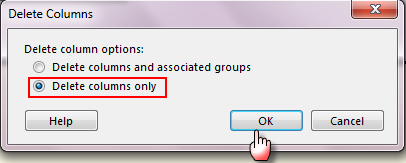 Delete Columns
Delete column options:
Delete columns and associated groups
Delete columns only
Help OK Cancel